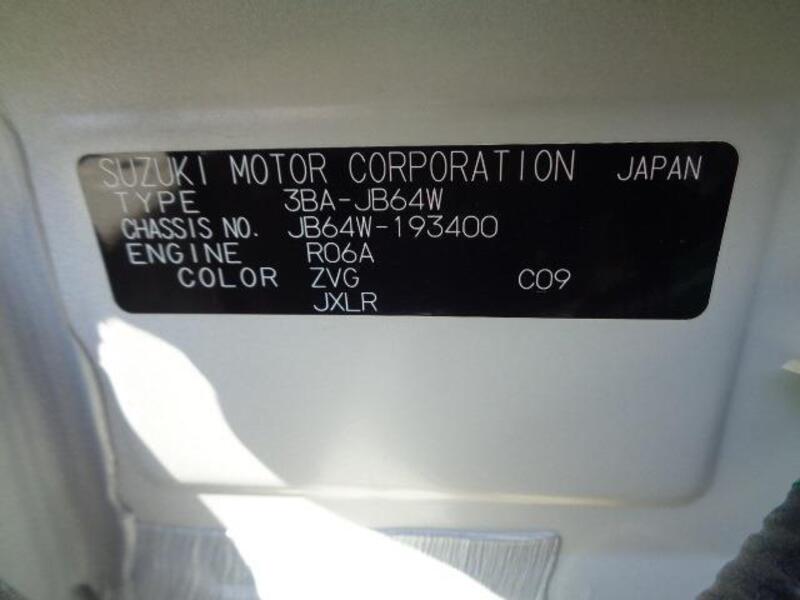 SUZUKI MOTOR CORPORATION JAPAN
TYPE 3BA-JB64W
CHASSIS NO. JB64W-193400
ENGINE R06A
COLOR ZVG C09
JXLR